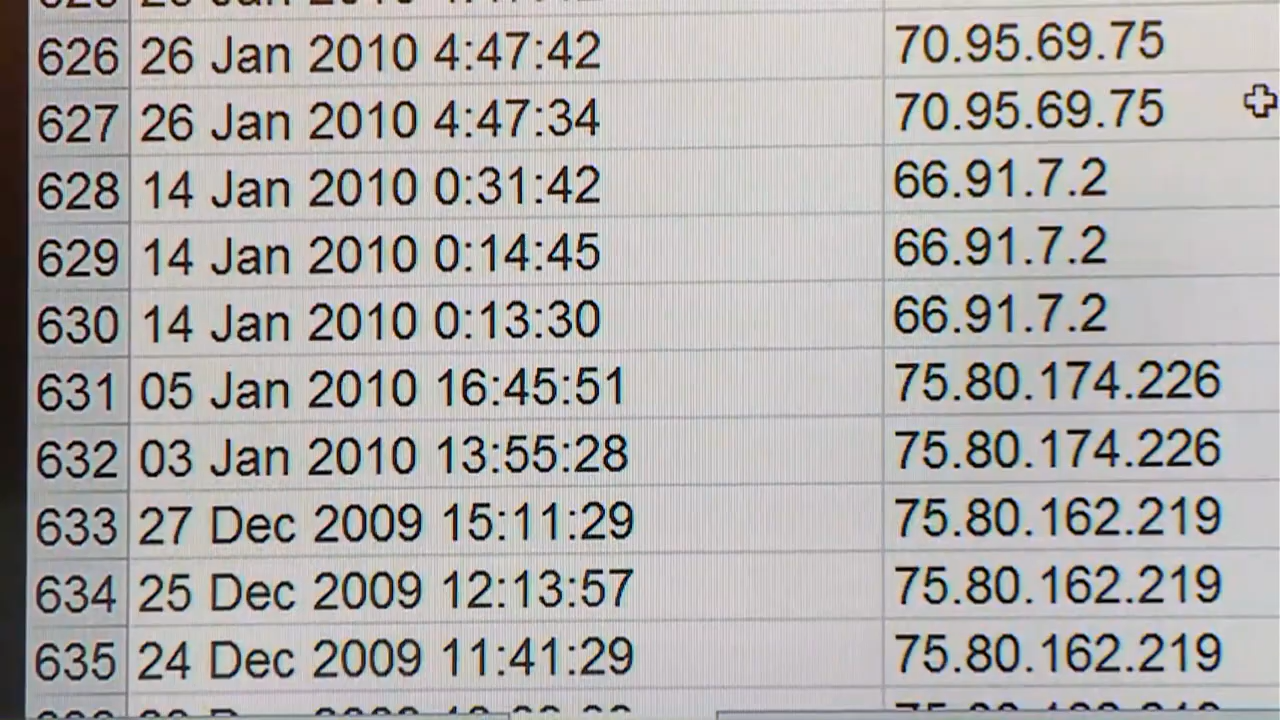 626 26 Jan 2010 4:47:42 70.95.69.75
627 26 Jan 2010 4:47:34 70.95.69.75
628 14 Jan 2010 0:31:42 66.91.7.2
629 14 Jan 2010 0:14:45 66.91.7.2
630 14 Jan 2010 0:13:30 66.91.7.2
631 05 Jan 2010 16:45:51 75.80.174.226
632 03 Jan 2010 13:55:28 75.80.174.226
633 27 Dec 2009 15:11:29 75.80.162.219
634 25 Dec 2009 12:13:57 75.80.162.219
635 24 Dec 2009 11:41:29 75.80.162.219